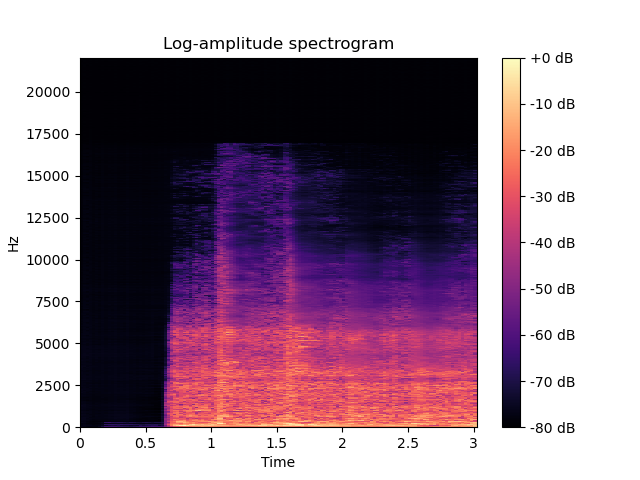 Log-amplitude spectrogram
+0 dB
20000
-10 dB
17500
-20 dB
15000
-30 dB
12500
-40 dB
Hz
10000
-50 dB
7500
-60 dB
5000
-70 dB
2500
0
-80 dB
0 0.5 1 1.5 2 2.5 3
Time